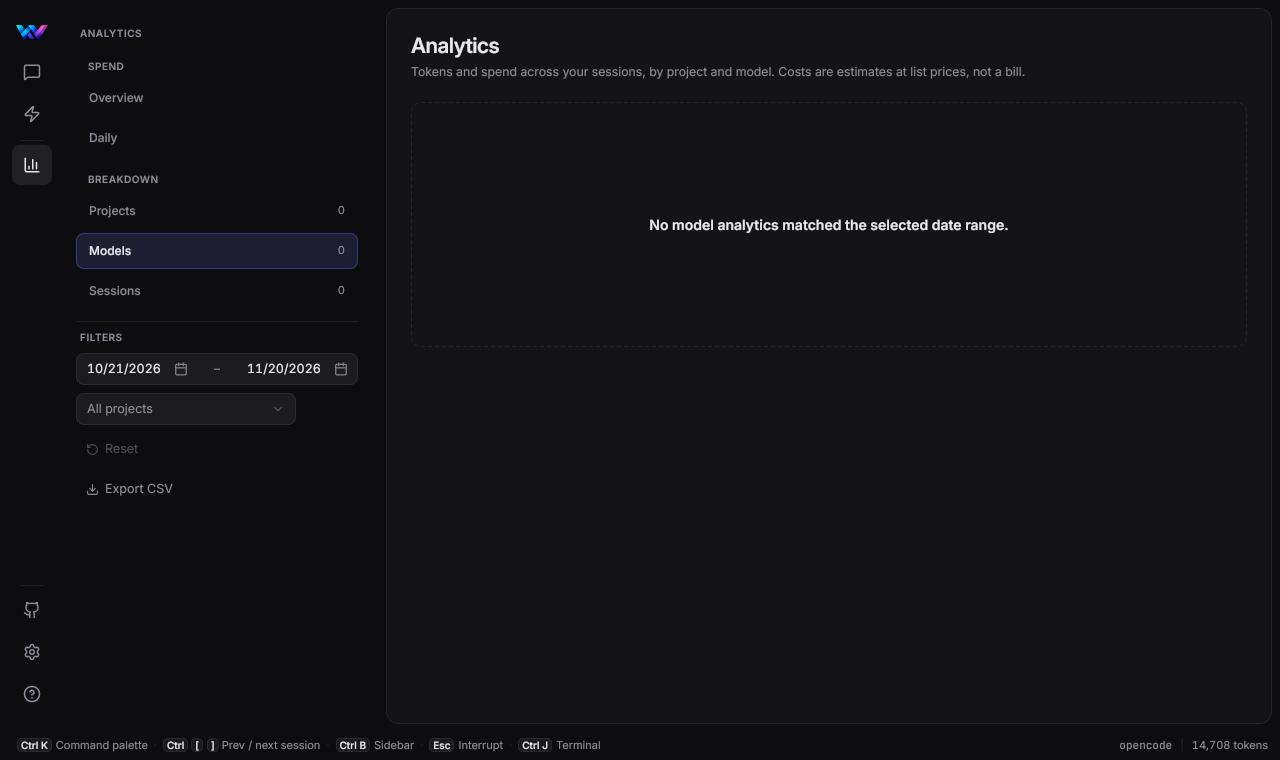 ANALYTICS
SPEND
Overview
Daily
BREAKDOWN
Projects 0
Models 0
Sessions 0
FILTERS
10/21/2026 – 11/20/2026
All projects
Reset
Export CSV
Analytics
Tokens and spend across your sessions, by project and model. Costs are estimates at list prices, not a bill.
No model analytics matched the selected date range.
Ctrl K Command palette · Ctrl [ ] Prev / next session · Ctrl B Sidebar · Esc Interrupt · Ctrl J Terminal
opencode 14,708 tokens